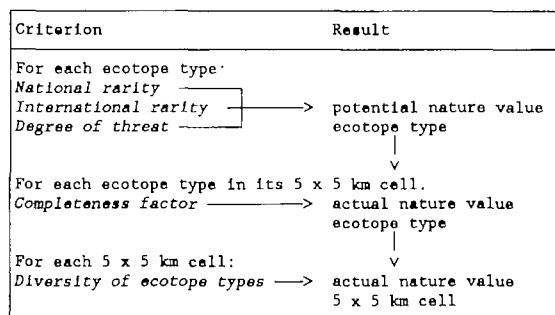 Criterion Result
For each ecotope type:
National rarity
International rarity potential nature value
Degree of threat ecotope type
For each ecotope type in its 5 x 5 km cell.
Completeness factor actual nature value
ecotope type
For each 5 x 5 km cell:
Diversity of ecotope types actual nature value
5 x 5 km cell